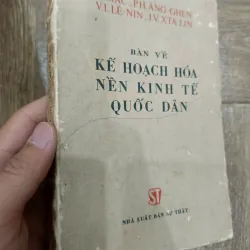 MÁC _ PH.ĂNG-GHEN
V.I.LÊ-NIN _ I.V.XTA-LIN
BÀN VỀ
KẾ HOẠCH HÓA
NỀN KINH TẾ
QUỐC DÂN
ST
NHÀ XUẤT BẢN SỰ THẬT